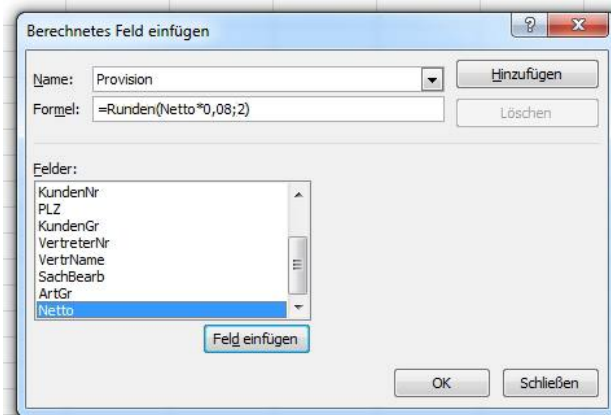 Berechnetes Feld einfügen
Name: Provision Hinzufügen
Formel: =Runden(Netto*0,08;2) Löschen
Felder:
KundenNr
PLZ
KundenGr
VertreterNr
VertrName
SachBearb
ArtGr
Netto
Feld einfügen
OK Schließen